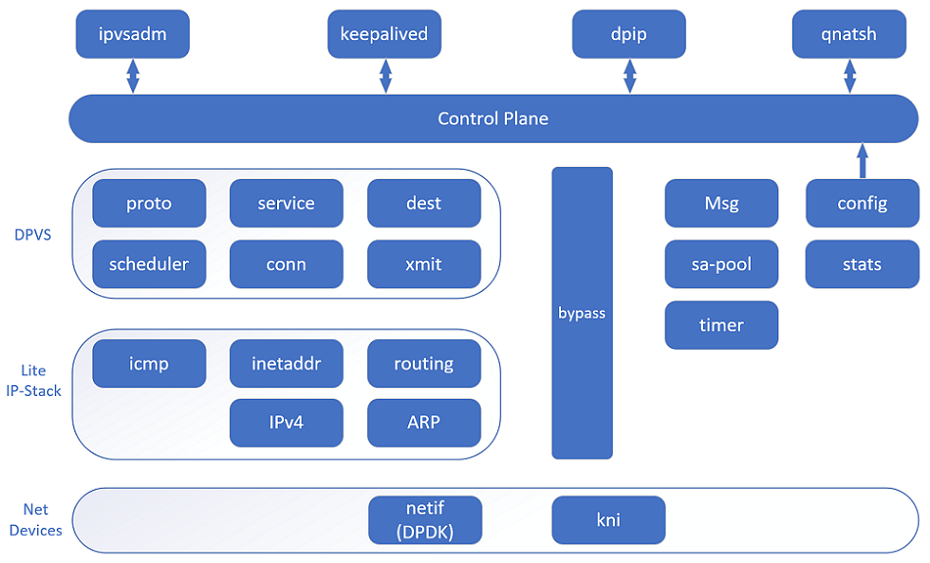 ipvsadm
keepalived
dpip
qnatsh
Control Plane
DPVS
proto
service
dest
scheduler
conn
xmit
bypass
Msg
config
sa-pool
stats
timer
Lite
IP-Stack
icmp
inetaddr
routing
IPv4
ARP
Net
Devices
netif
(DPDK)
kni